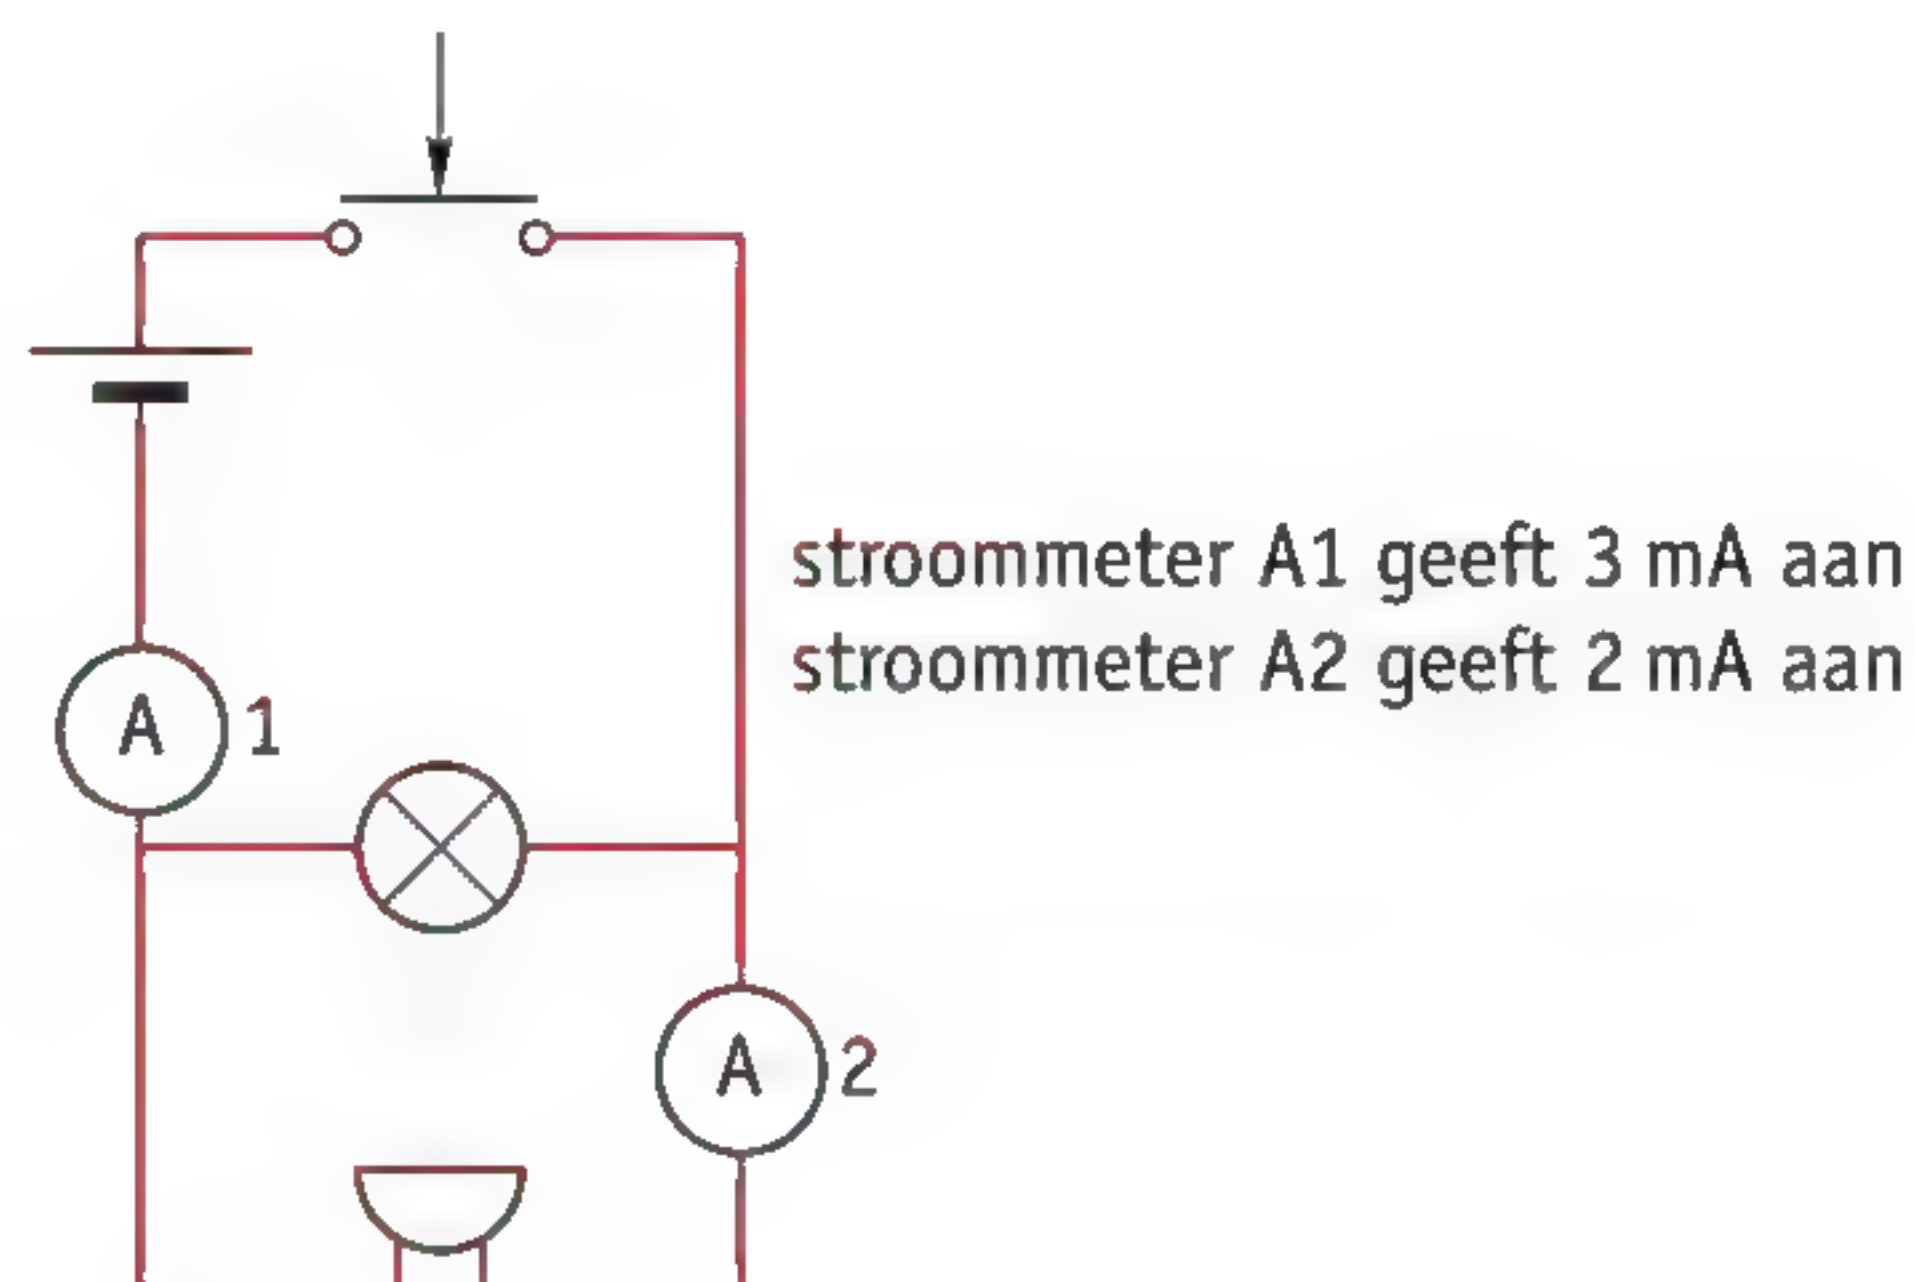 stroommeter A1 geeft 3 mA aan
stroommeter A2 geeft 2 mA aan
A 1
A 2